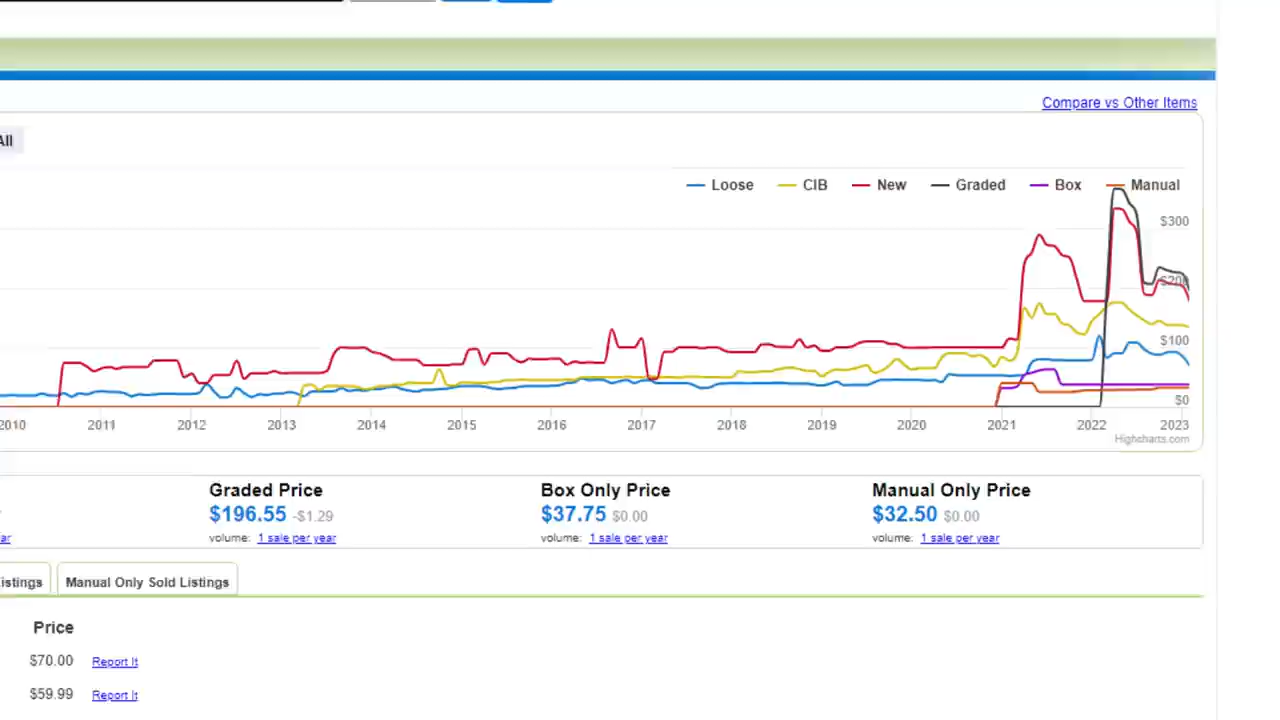 Compare vs Other Items
All
Loose CIB New Graded Box Manual
$300
$200
$100
$0
2010 2011 2012 2013 2014 2015 2016 2017 2018 2019 2020 2021 2022 2023
Highcharts.com
Graded Price Box Only Price Manual Only Price
$196.55 -$1.29 $37.75 $0.00 $32.50 $0.00
volume: 1 sale per year volume: 1 sale per year volume: 1 sale per year
istings Manual Only Sold Listings
Price
$70.00 Report It
$59.99 Report It